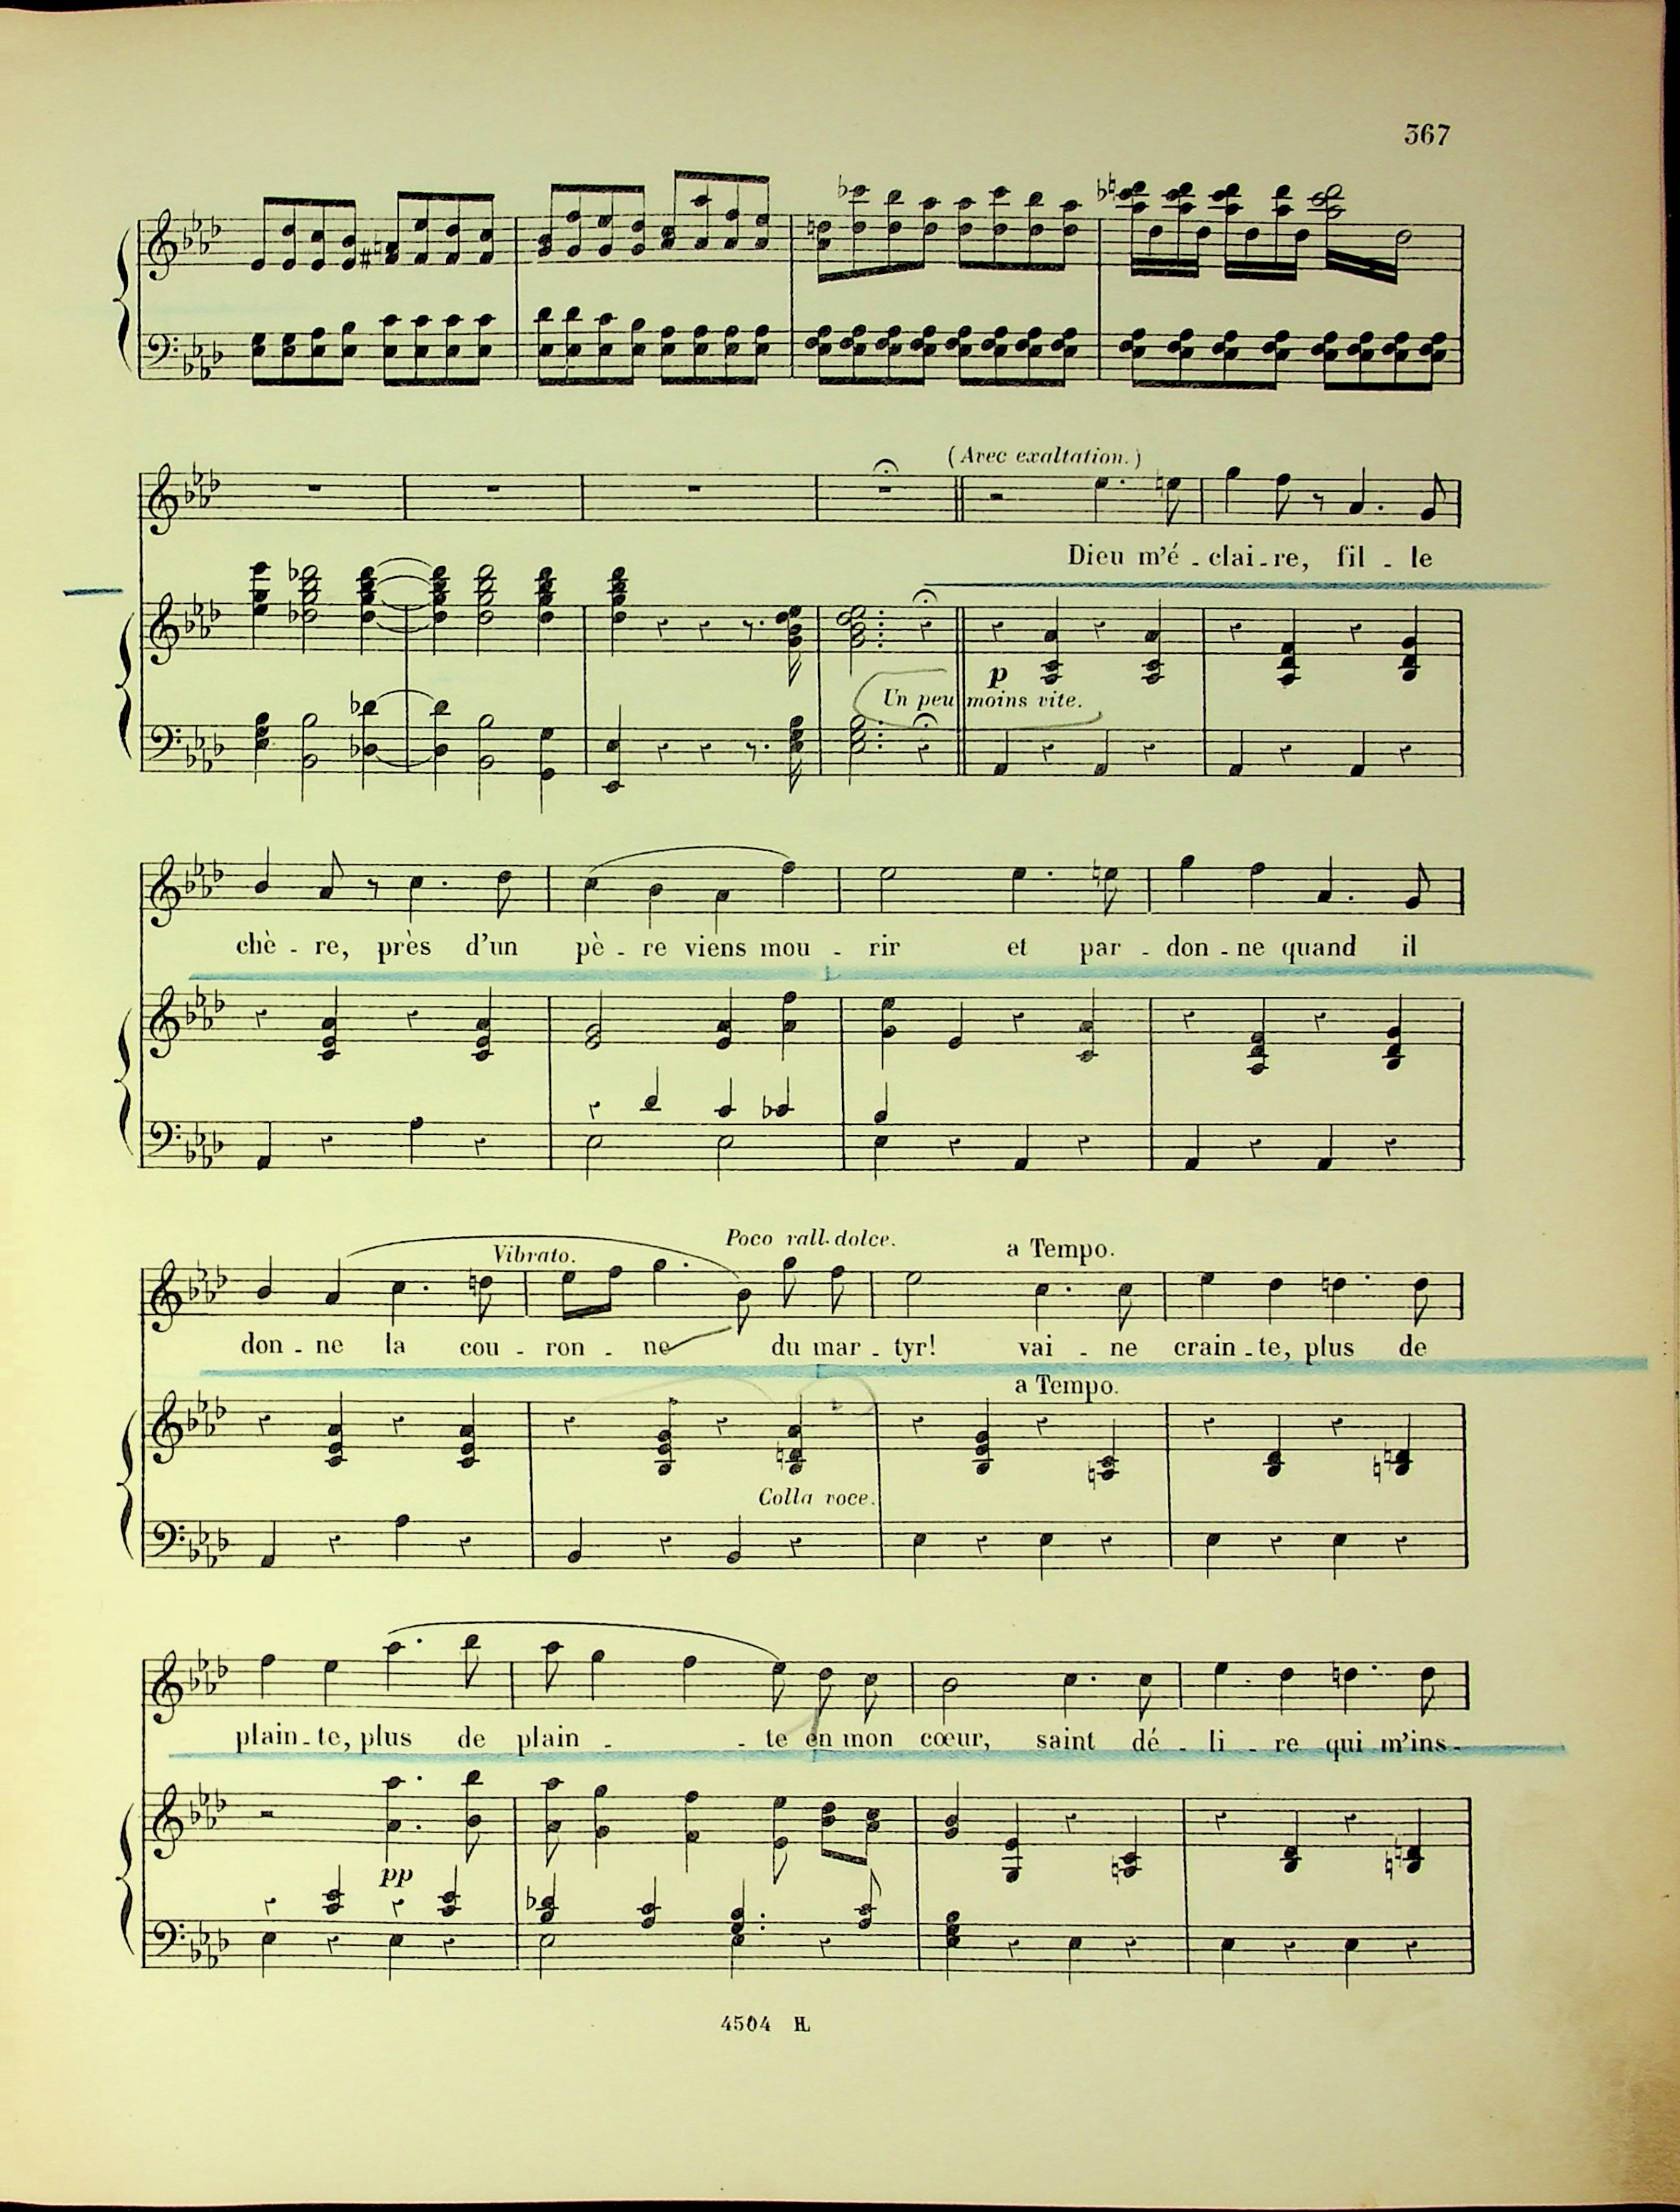 367
(Avec exaltation.)
Dieu m'é - clai - re, fil - le
p
Un peu moins vite.
chè - re, près d'un pè - re viens mou - rir et par - don - ne quand il
Vibrato. Poco rall. dolce. a Tempo.
don - ne la cou - ron - ne du mar - tyr! vai - ne crain - te, plus de
a Tempo.
Colla voce.
plain - te, plus de plain - - te en mon cœur, saint dé - li - re qui m'ins -
pp
4504 H.